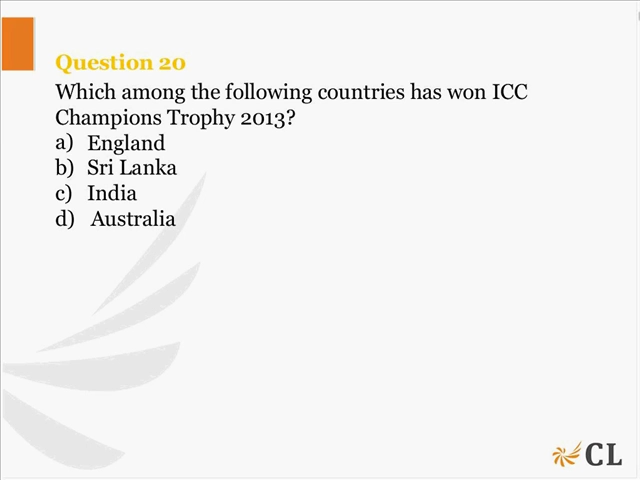 Question 20
Which among the following countries has won ICC
Champions Trophy 2013?
a) England
b) Sri Lanka
c) India
d) Australia
CL